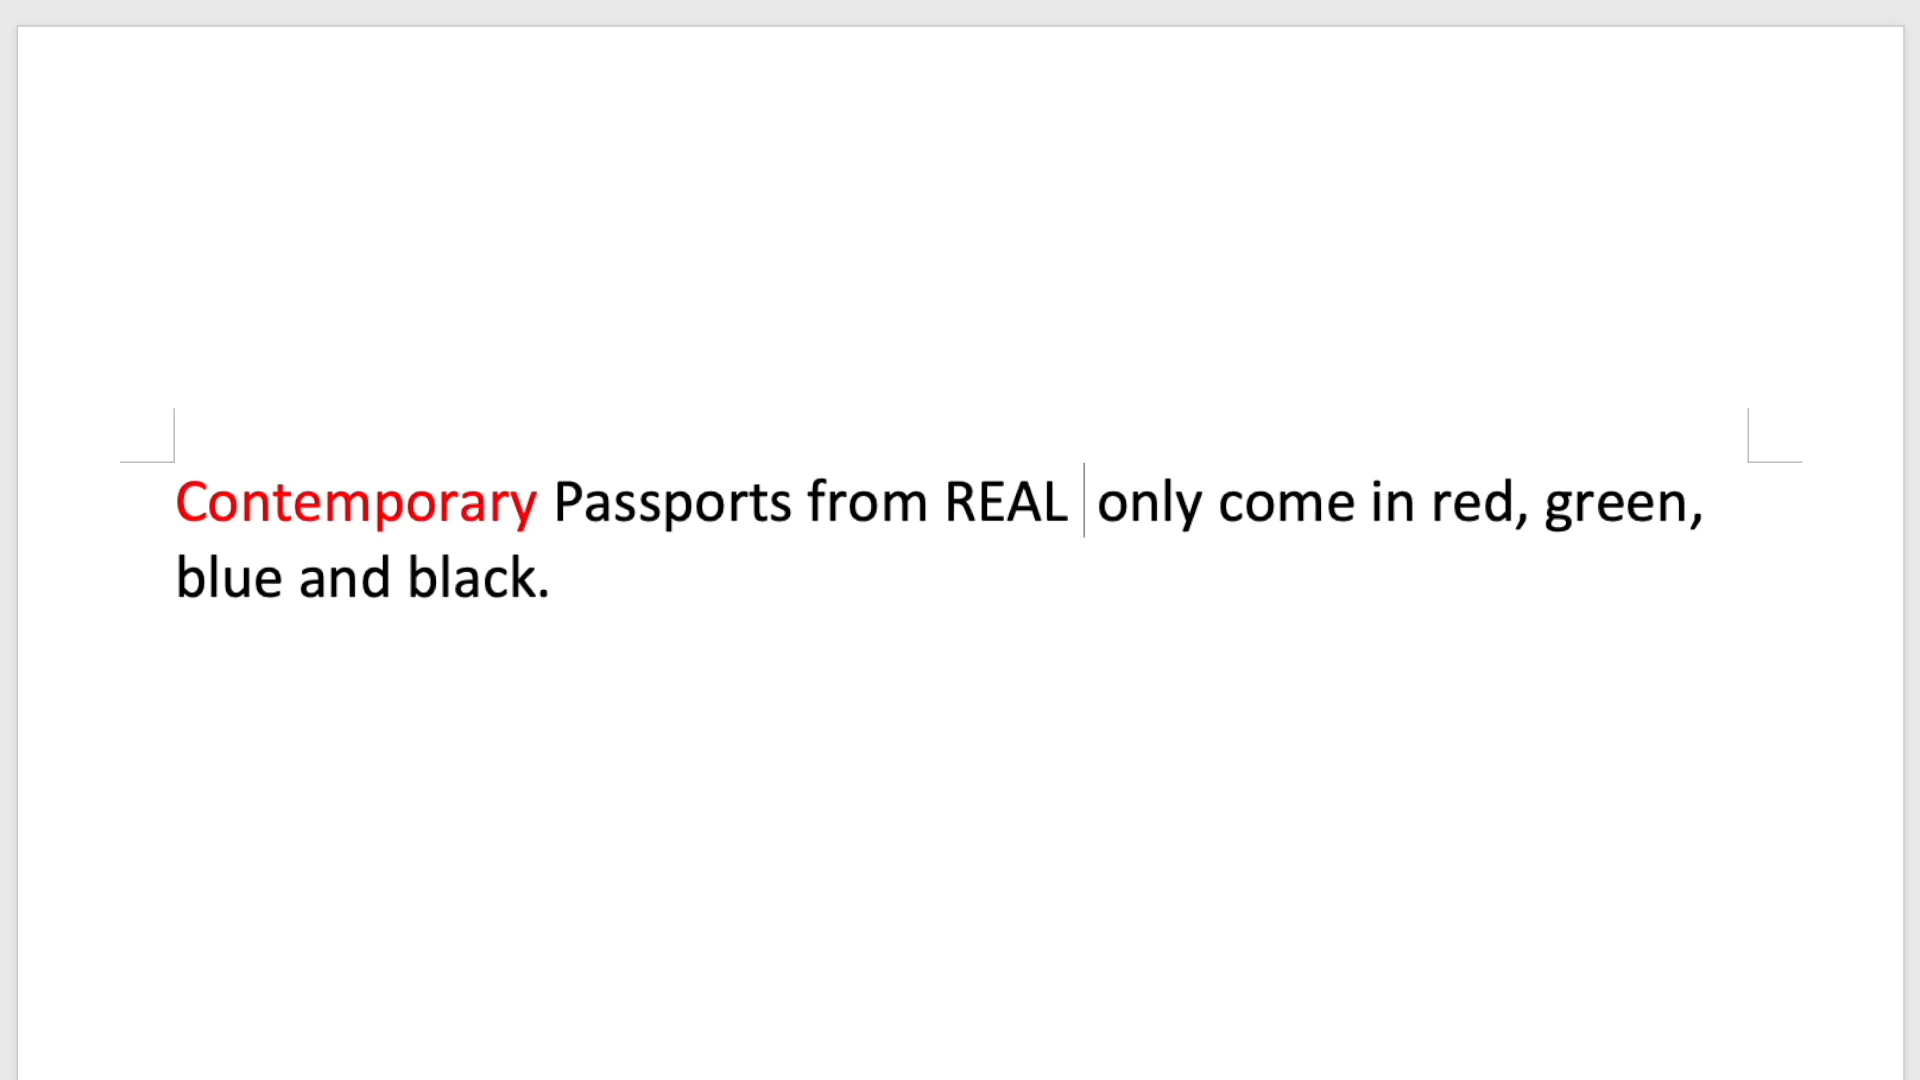 Contemporary Passports from REAL only come in red, green,
blue and black.